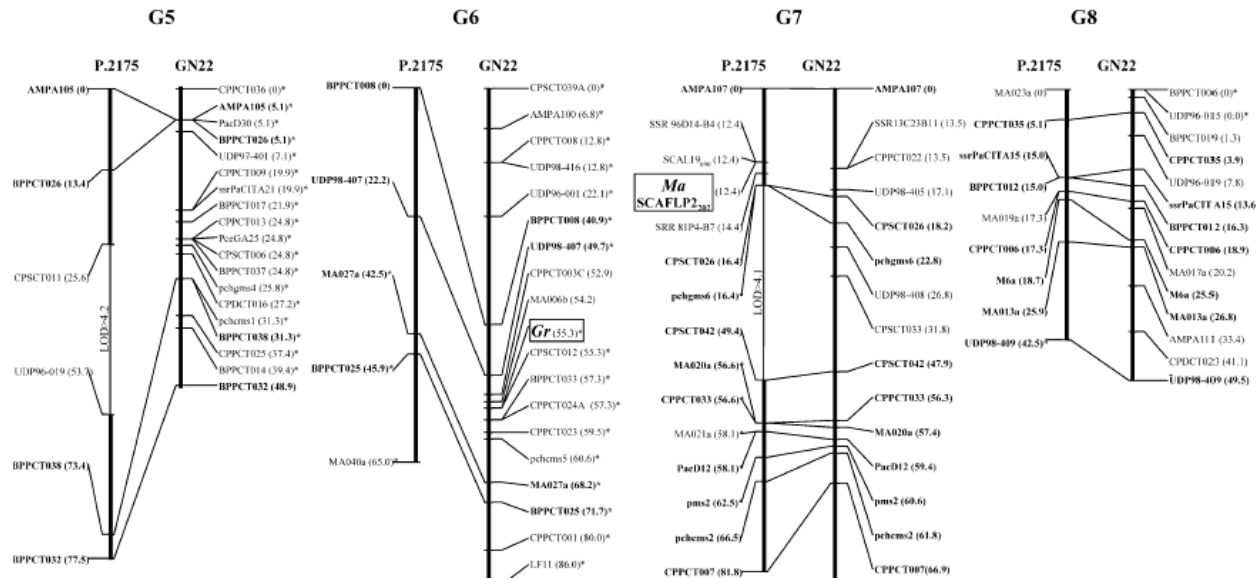 G5
P.2175 GN22
AMPA105 (0)
BPPCT026 (13.4)
CPSCT011 (25.6)
LOD>4.2
UDP96-019 (53.7)
BPPCT038 (73.4)
BPPCT032 (77.5)
CPPCT036 (0)*
AMPA105 (5.1)*
PacD30 (5.1)*
BPPCT026 (5.1)*
UDP97-401 (7.1)*
CPPCT009 (19.9)*
ssrPaCITA21 (19.9)*
BPPCT017 (21.9)*
CPPCT013 (24.8)*
PceGA25 (24.8)*
CPSCT006 (24.8)*
BPPCT037 (24.8)*
pchgms4 (25.8)*
CPDCT016 (27.2)*
pchcms1 (31.3)*
BPPCT038 (31.3)*
CPPCT025 (37.4)*
BPPCT014 (39.4)*
BPPCT032 (48.9)
G6
P.2175 GN22
BPPCT008 (0)
UDP98-407 (22.2)
MA027a (42.5)*
BPPCT025 (45.9)*
MA040a (65.0)*
CPSCT039A (0)*
AMPA100 (6.8)*
CPPCT008 (12.8)*
UDP98-416 (12.8)*
UDP96-001 (22.1)*
BPPCT008 (40.9)*
UDP98-407 (49.7)*
CPPCT003C (52.9)
MA006b (54.2)
Gr (55.3)*
CPSCT012 (55.3)*
BPPCT033 (57.3)*
CPPCT024A (57.3)*
CPPCT023 (59.5)*
pchcms5 (60.6)*
MA027a (68.2)*
BPPCT025 (71.7)*
CPPCT001 (80.0)*
LF11 (86.0)*
G7
P.2175 GN22
AMPA107 (0)
SSR 96D14-B4 (12.4)
SCAL19690 (12.4)
Ma
SCAFLP2202 (12.4)
SRR 81P4-B7 (14.4)
CPSCT026 (16.4)
pchgms6 (16.4)
LOD>4.1
CPSCT042 (49.4)
MA020a (56.6)
CPPCT033 (56.6)
MA021a (58.1)
PacD12 (58.1)
pms2 (62.5)
pchcms2 (66.5)
CPPCT007 (81.8)
AMPA107 (0)
SSR13C23B11 (13.5)
CPPCT022 (13.5)
UDP98-405 (17.1)
CPSCT026 (18.2)
pchgms6 (22.8)
UDP98-408 (26.8)
CPSCT033 (31.8)
CPSCT042 (47.9)
CPPCT033 (56.3)
MA020a (57.4)
PacD12 (59.4)
pms2 (60.6)
pchcms2 (61.8)
CPPCT007(66.9)
G8
P.2175 GN22
MA023a (0)
CPPCT035 (5.1)
ssrPaCITA15 (15.0)
BPPCT012 (15.0)
MA019a (17.3)
CPPCT006 (17.3)
M6a (18.7)
MA013a (25.9)
UDP98-409 (42.5)
BPPCT006 (0)*
UDP96-015 (0.0)*
BPPCT019 (1.3)
CPPCT035 (3.9)
UDP96-019 (7.8)
ssrPaCITA15 (13.6
BPPCT012 (16.3)
CPPCT006 (18.9)
MA017a (20.2)
M6a (25.5)
MA013a (26.8)
AMPA111 (33.4)
CPDCT023 (41.1)
UDP98-409 (49.5)